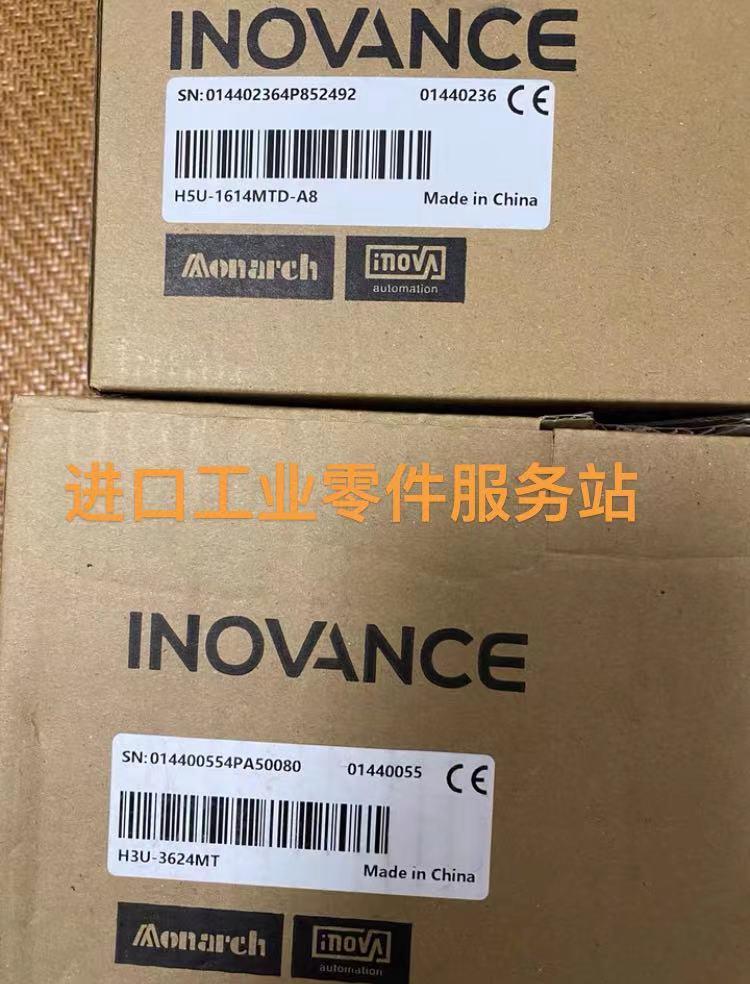 INOVANCE
SN:014402364P852492 01440236 CE
H5U-1614MTD-A8 Made in China
Monarch inovA
automation
进口工业零件服务站
INOVANCE
SN:014400554PA50080 01440055 CE
H3U-3624MT Made in China
Monarch inovA
automation